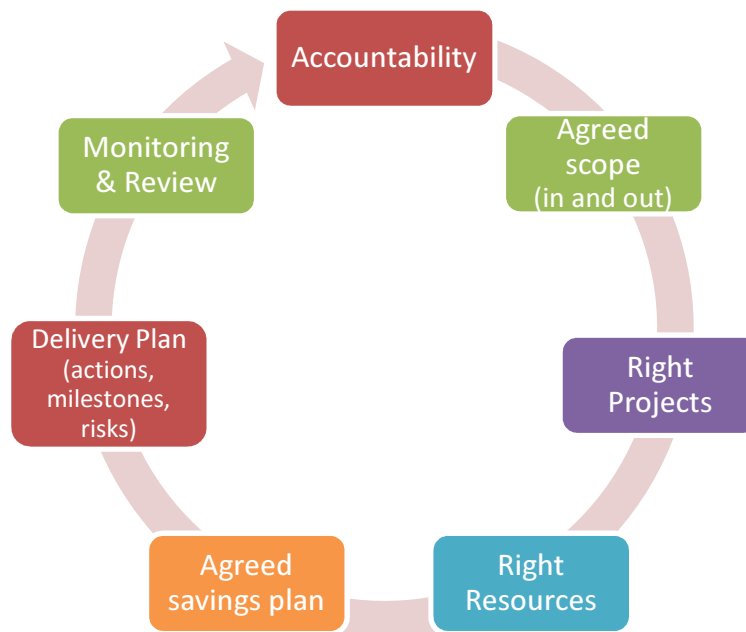 Accountability
Agreed
scope
(in and out)
Right
Projects
Right
Resources
Agreed
savings plan
Delivery Plan
(actions,
milestones,
risks)
Monitoring
& Review